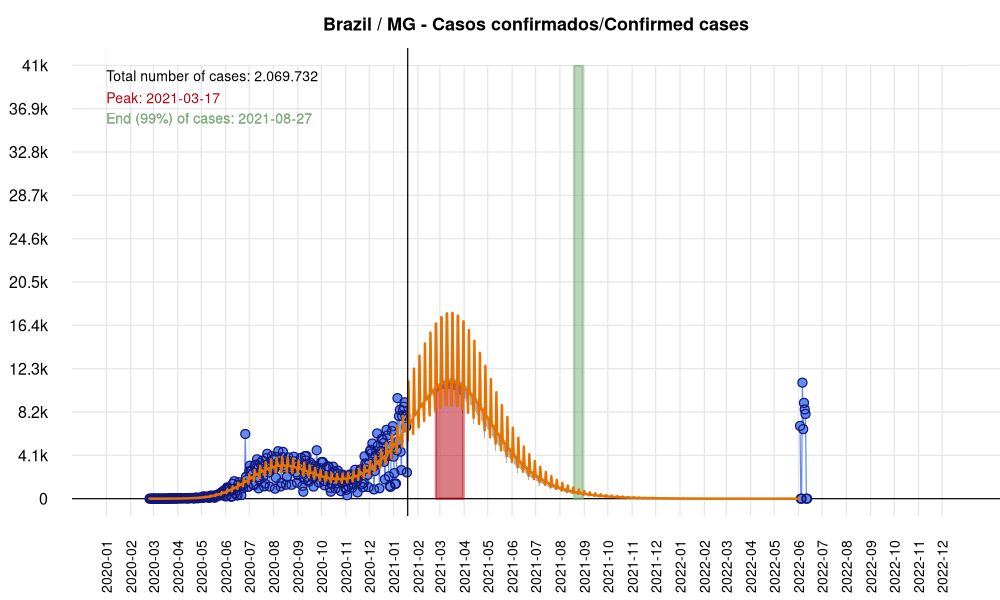 Brazil / MG - Casos confirmados/Confirmed cases
41k
Total number of cases: 2.069.732
Peak: 2021-03-17
End (99%) of cases: 2021-08-27
36.9k
32.8k
28.7k
24.6k
20.5k
16.4k
12.3k
8.2k
4.1k
0
2020-01
2020-02
2020-03
2020-04
2020-05
2020-06
2020-07
2020-08
2020-09
2020-10
2020-11
2020-12
2021-01
2021-02
2021-03
2021-04
2021-05
2021-06
2021-07
2021-08
2021-09
2021-10
2021-11
2021-12
2022-01
2022-02
2022-03
2022-04
2022-05
2022-06
2022-07
2022-08
2022-09
2022-10
2022-11
2022-12